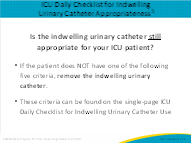 ICU Daily Checklist for Indwelling
Urinary Catheter Appropriateness
Is the indwelling urinary catheter still
appropriate for your ICU patient?
• If the patient does NOT have one of the following
five criteria, remove the indwelling urinary
catheter.
• These criteria can be found on the single-page ICU
Daily Checklist for Indwelling Urinary Catheter Use